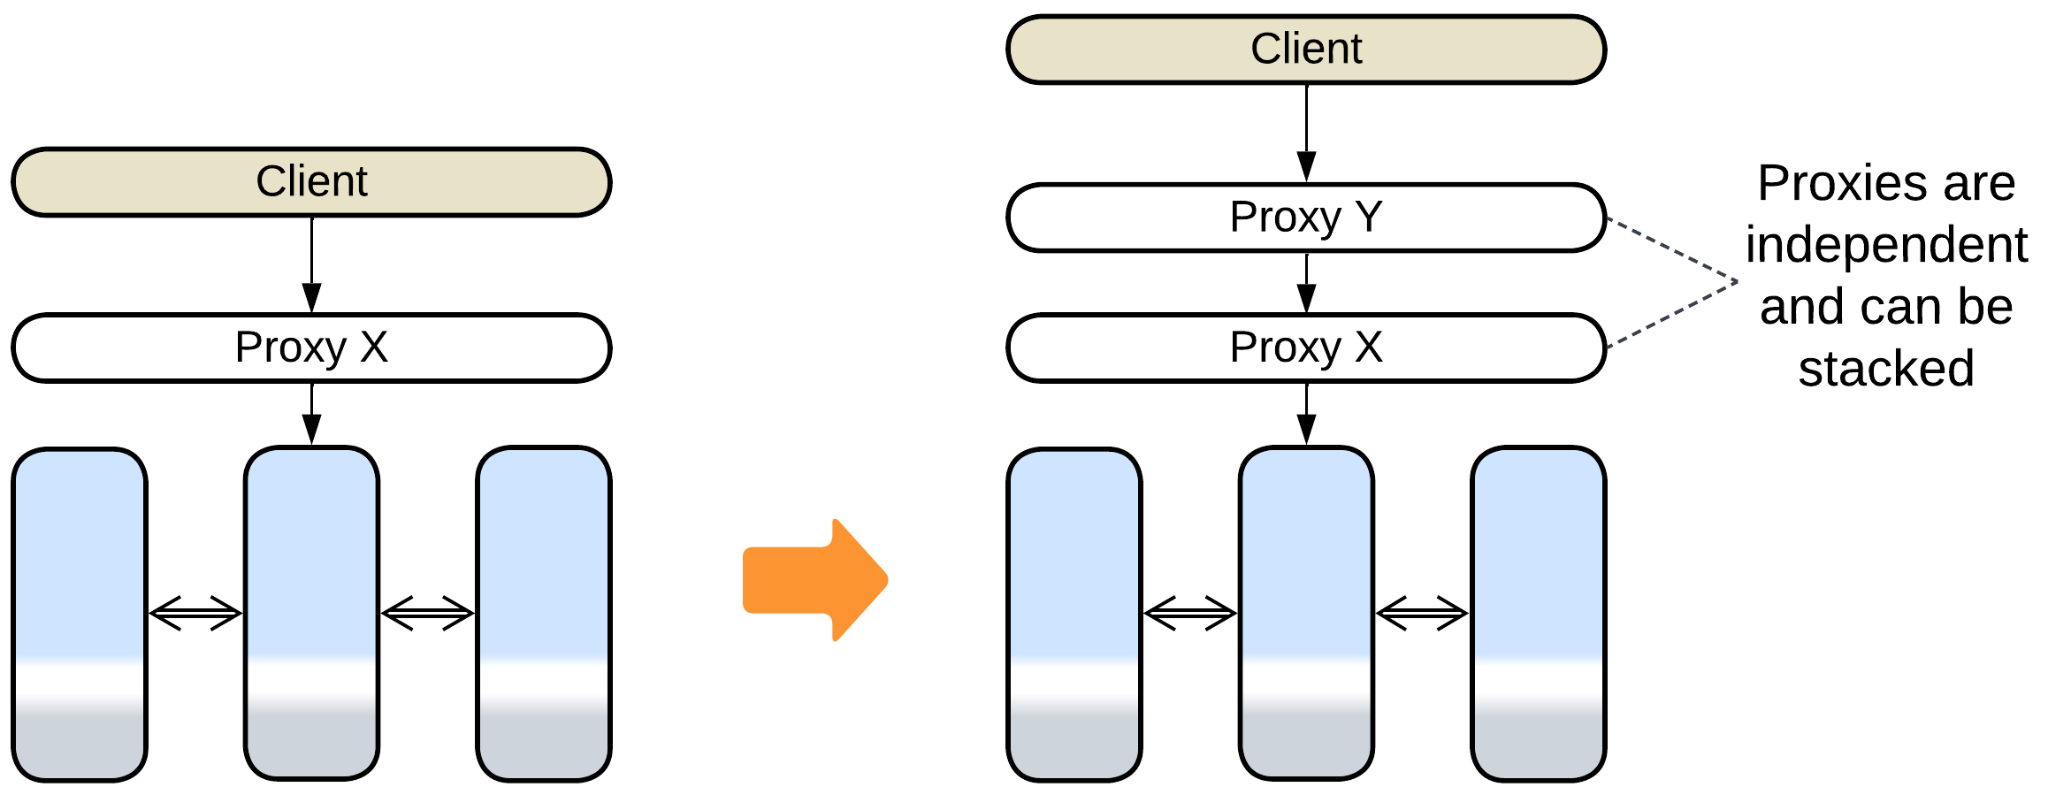 Client
Proxy X
Client
Proxy Y
Proxy X
Proxies are
independent
and can be
stacked